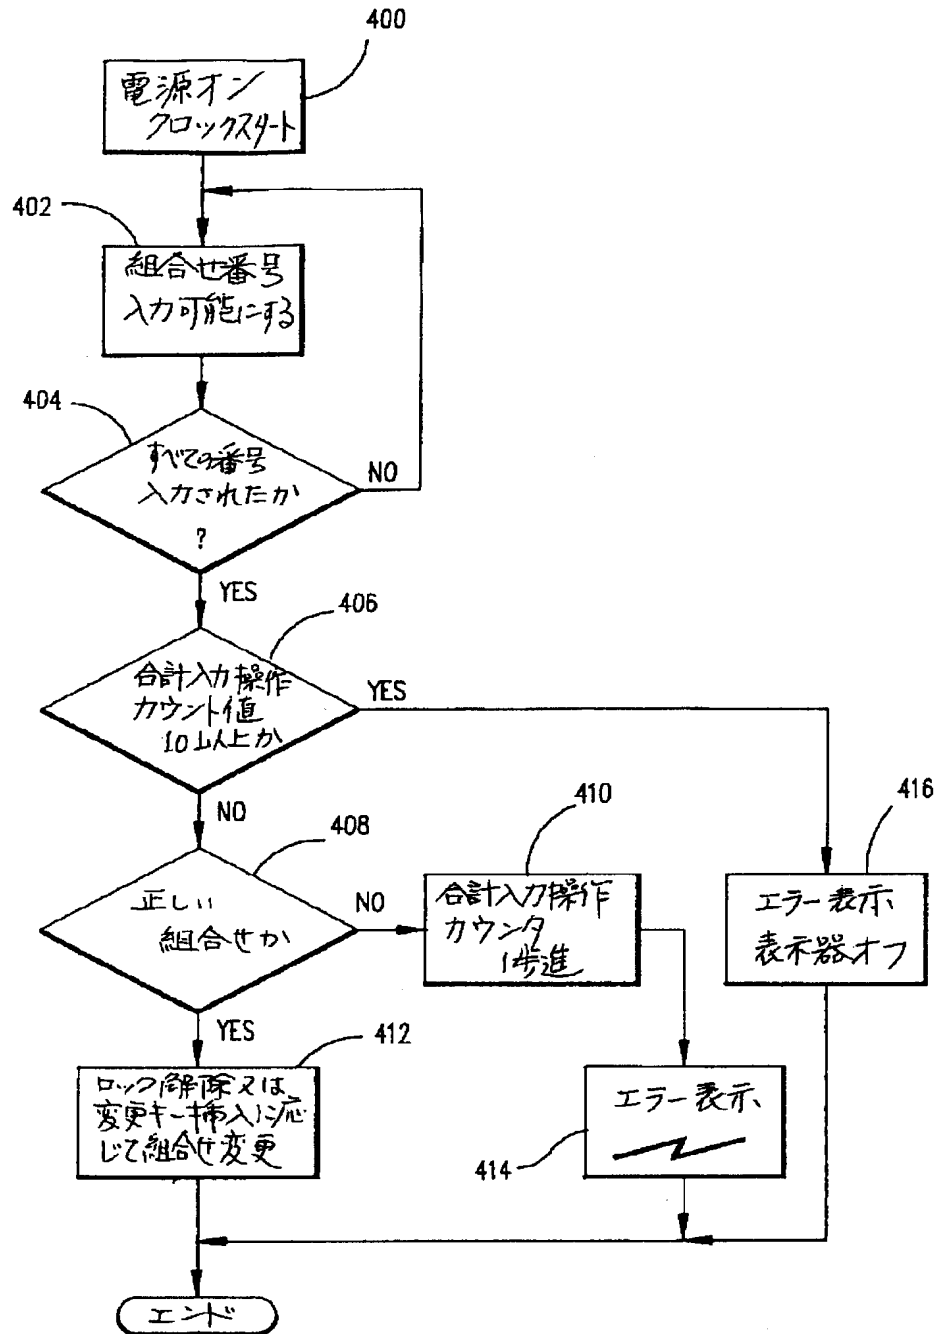 400
電源オン
クロックスタート
402
組合せ番号
入力可能にする
404
すべての番号
入力されたか
?
NO
YES
406
合計入力操作
カウント値
10以上か
YES
NO
408
正しい
組合せか
NO
YES
410
合計入力操作
カウンタ
1歩進
416
エラー表示
表示器オフ
412
ロック解除又は
変更キー挿入に応
じて組合せ変更
414
エラー表示
エンド